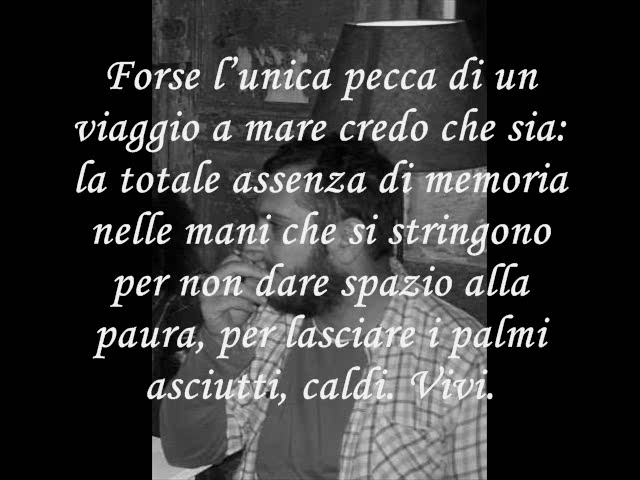 Forse l'unica pecca di un
viaggio a mare credo che sia:
la totale assenza di memoria
nelle mani che si stringono
per non dare spazio alla
paura, per lasciare i palmi
asciutti, caldi. Vivi.